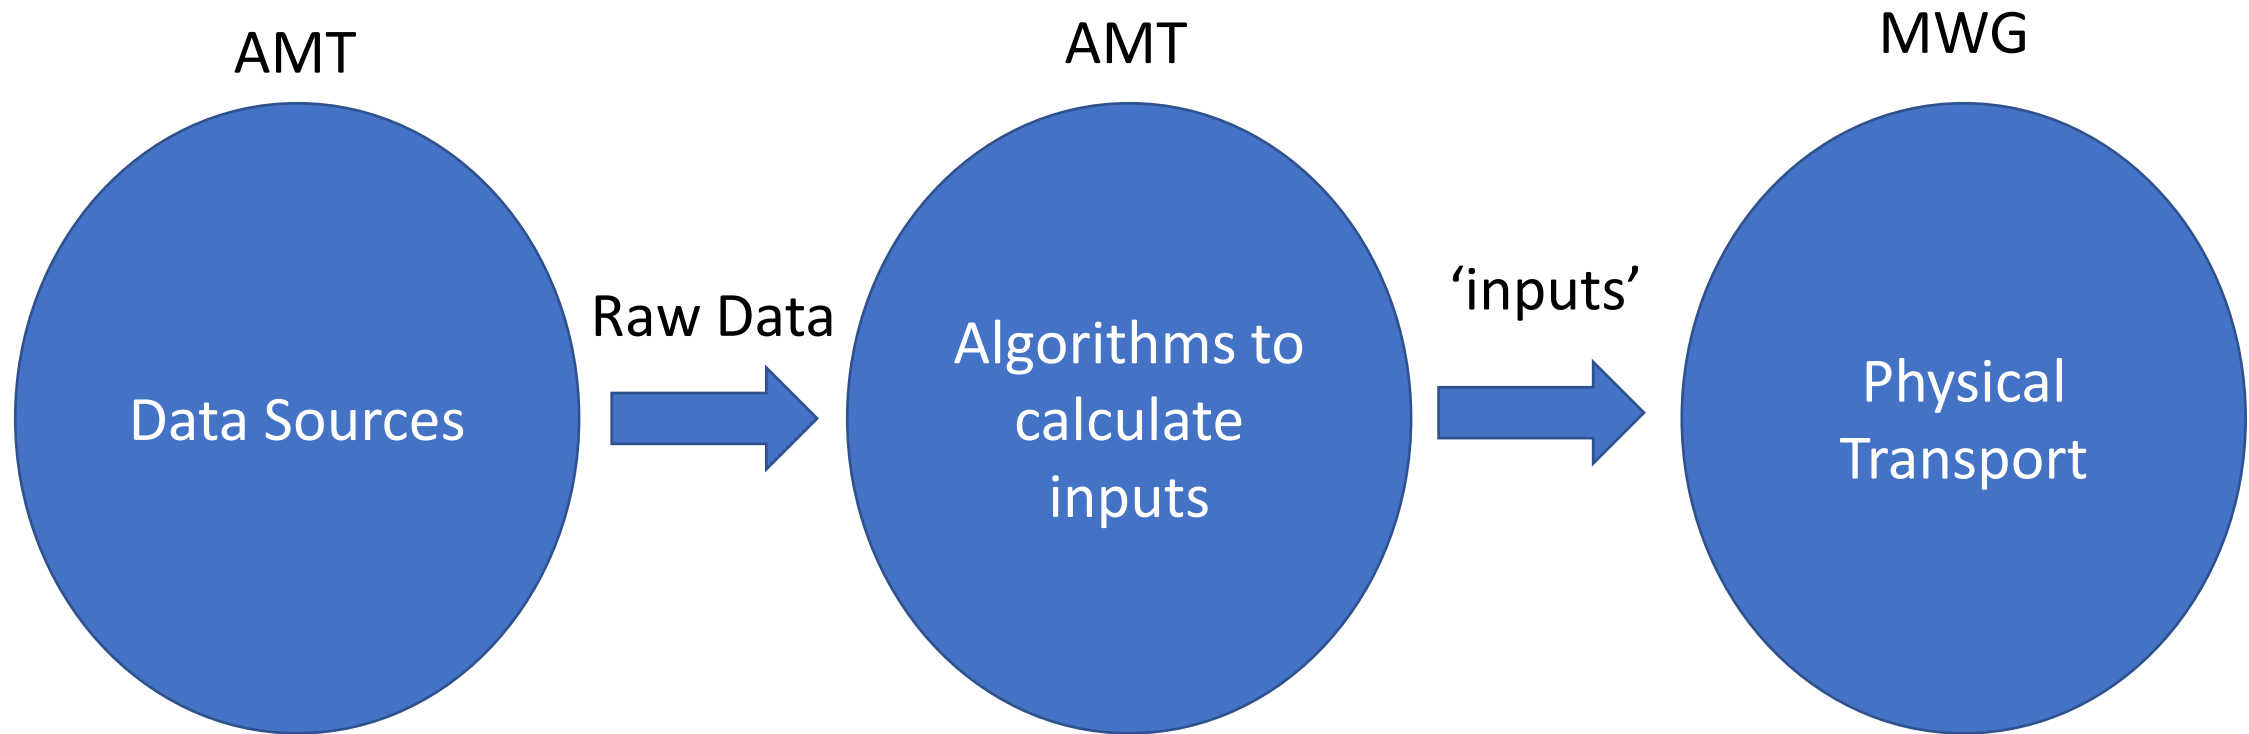 AMT
AMT
MWG
Data Sources
Raw Data
Algorithms to
calculate
inputs
‘inputs’
Physical
Transport